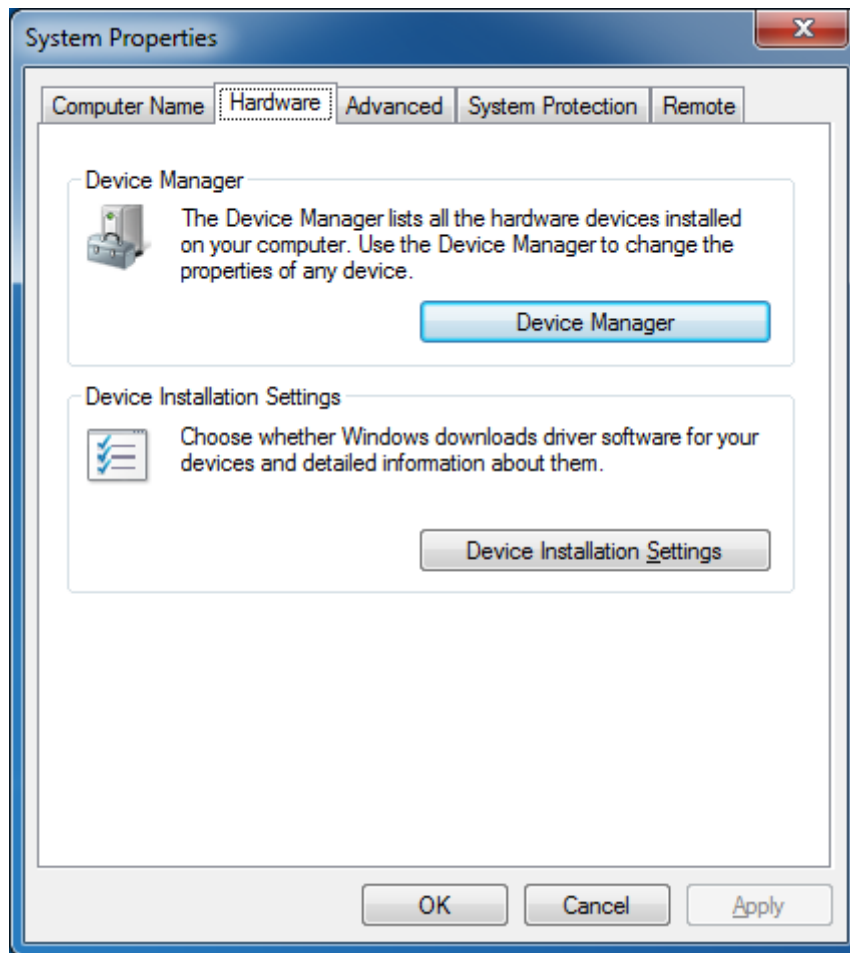 System Properties
Computer Name Hardware Advanced System Protection Remote
Device Manager
The Device Manager lists all the hardware devices installed
on your computer. Use the Device Manager to change the
properties of any device.
Device Manager
Device Installation Settings
Choose whether Windows downloads driver software for your
devices and detailed information about them.
Device Installation Settings
OK Cancel Apply